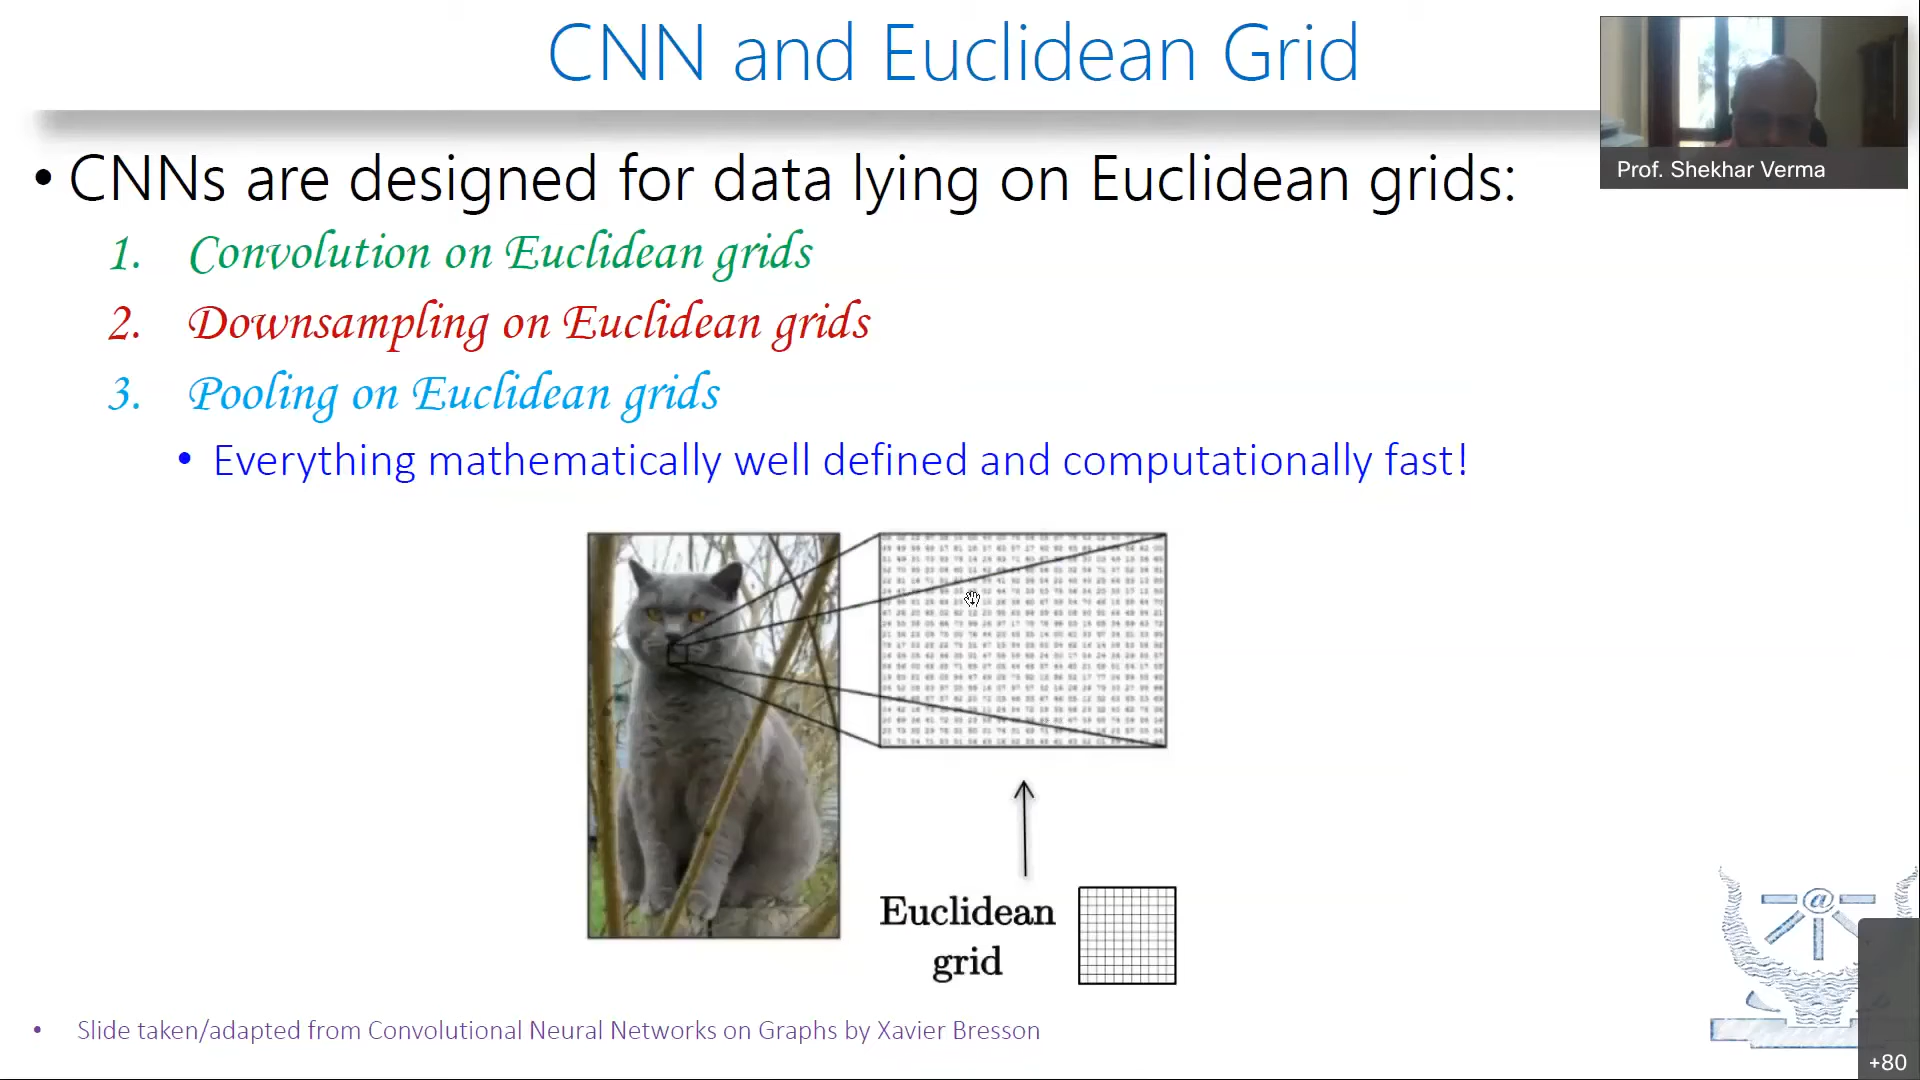 CNN and Euclidean Grid
Prof. Shekhar Verma
• CNNs are designed for data lying on Euclidean grids:
1. Convolution on Euclidean grids
2. Downsampling on Euclidean grids
3. Pooling on Euclidean grids
• Everything mathematically well defined and computationally fast!
Euclidean
grid
@
• Slide taken/adapted from Convolutional Neural Networks on Graphs by Xavier Bresson
+80